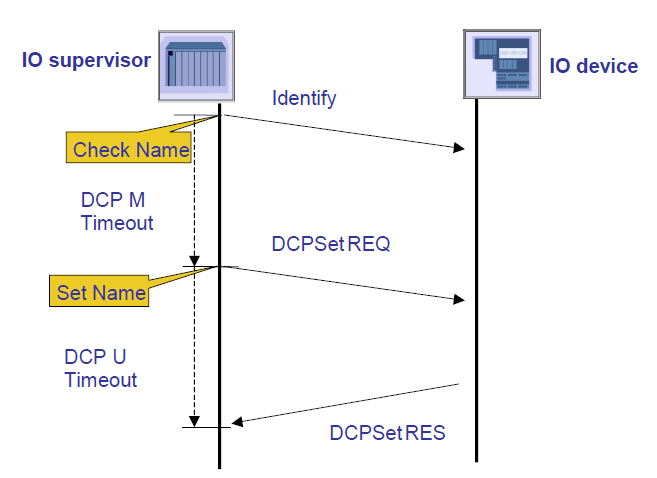 IO supervisor
IO device
Identify
Check Name
DCP M
Timeout
DCPSet REQ
Set Name
DCP U
Timeout
DCPSet RES